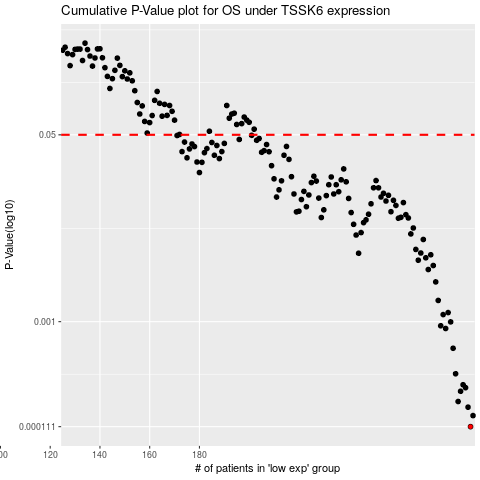 Cumulative P-Value plot for OS under TSSK6 expression
P-Value(log10)
0.05
0.001
0.000111
00 120 140 160 180
# of patients in 'low exp' group